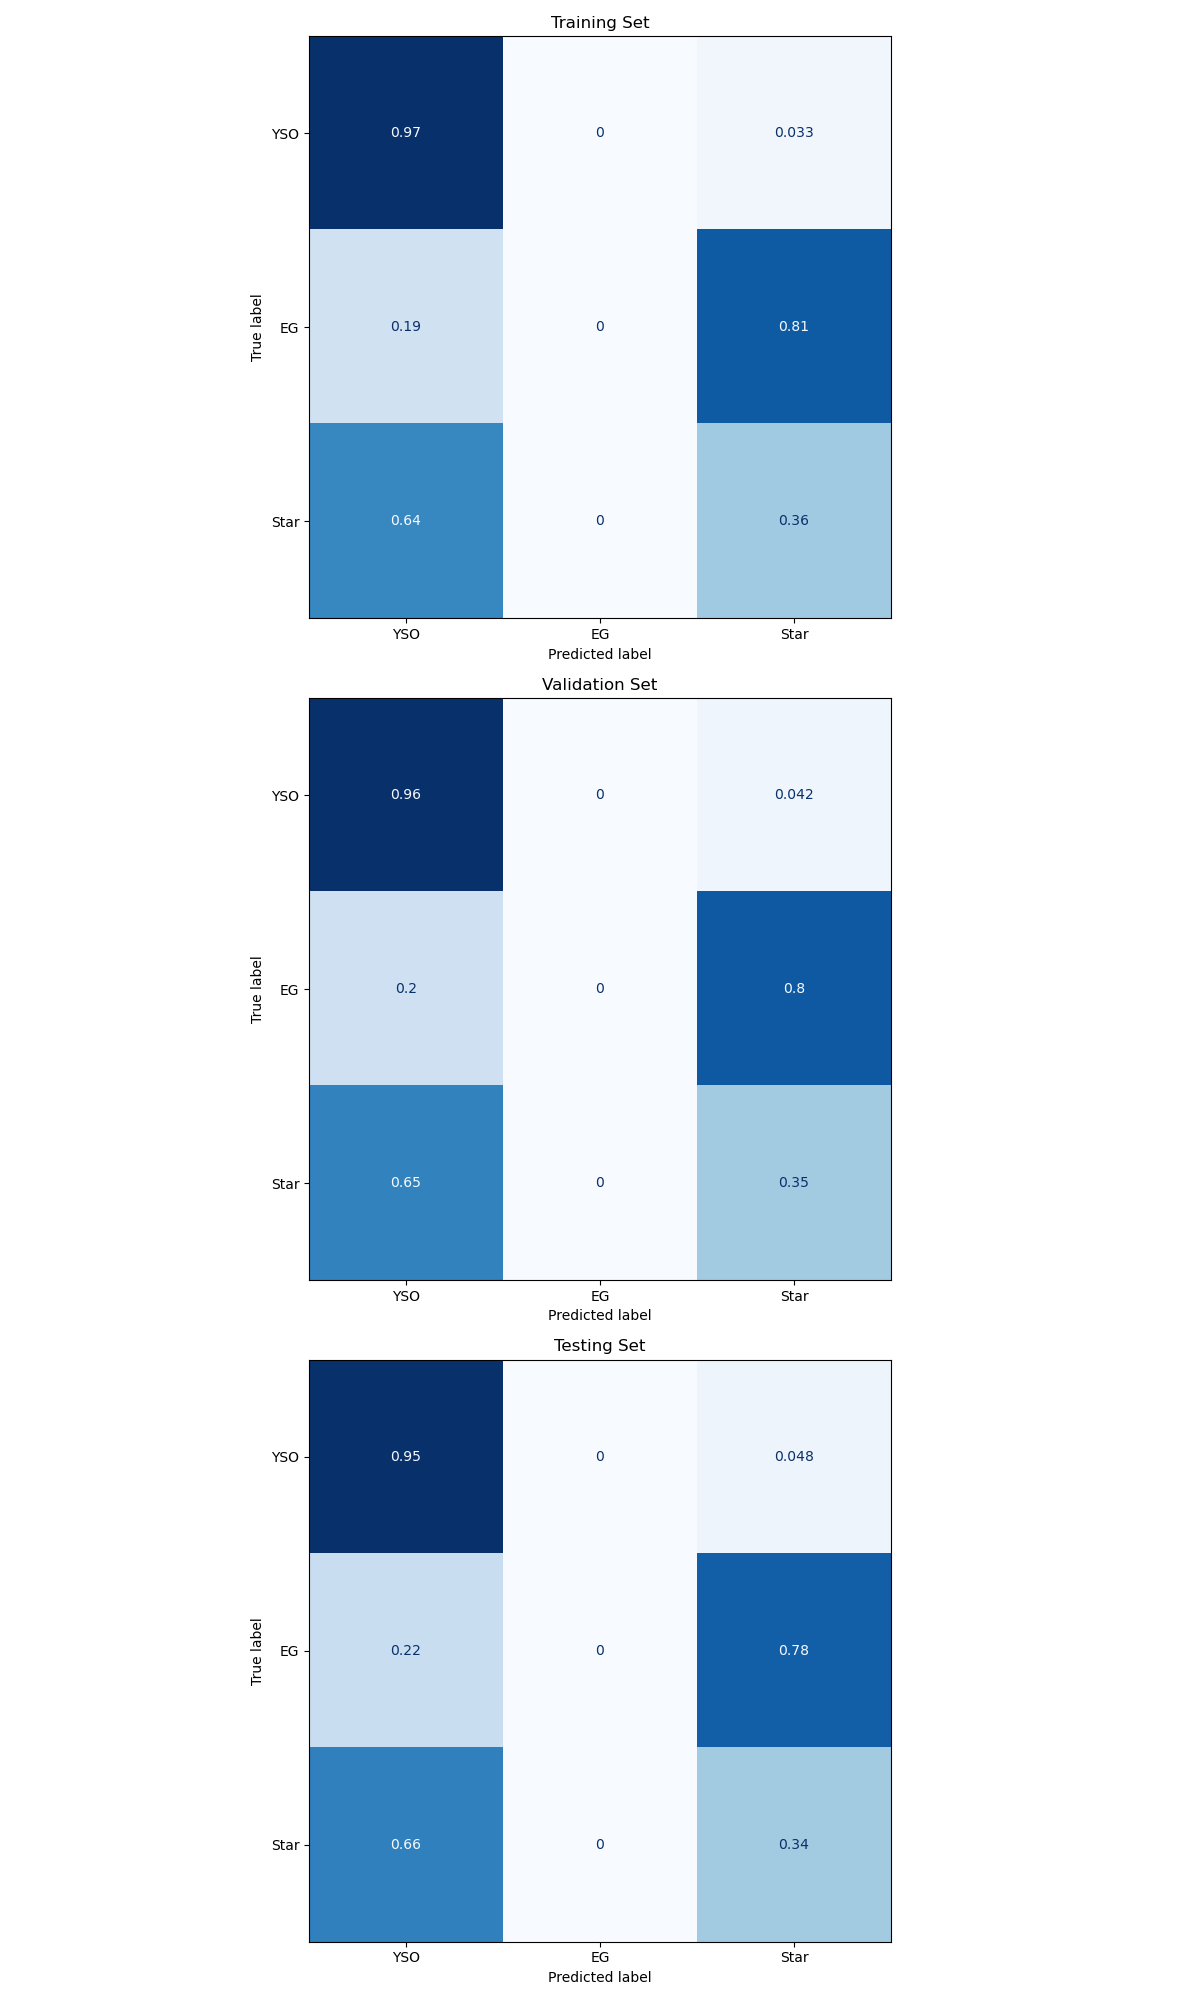 Training Set
YSO
0.97 0 0.033
True label
EG
0.19 0 0.81
Star
0.64 0 0.36
YSO EG Star
Predicted label
Validation Set
YSO
0.96 0 0.042
True label
EG
0.2 0 0.8
Star
0.65 0 0.35
YSO EG Star
Predicted label
Testing Set
YSO
0.95 0 0.048
True label
EG
0.22 0 0.78
Star
0.66 0 0.34
YSO EG Star
Predicted label